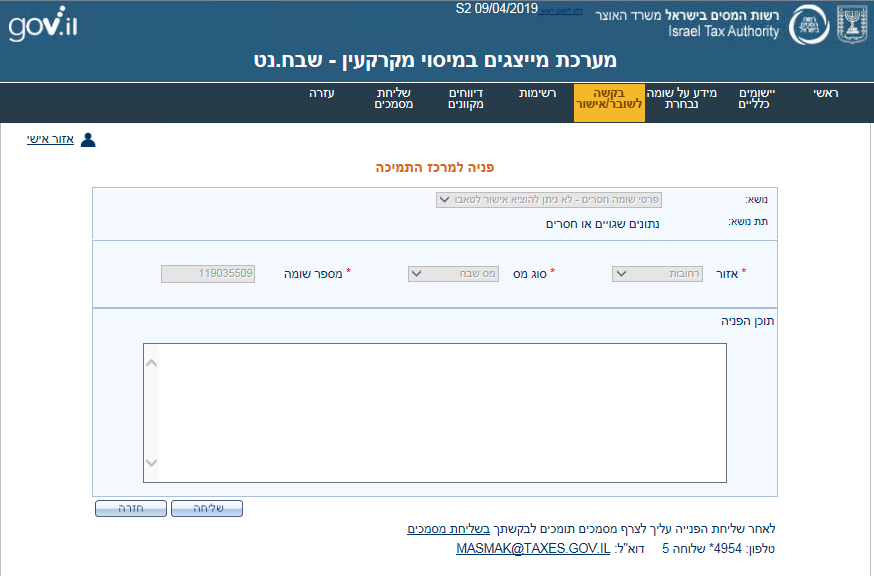 gov.il
S2 09/04/2019
דלג לתוכן ראשי
רשות המסים בישראל משרד האוצר
Israel Tax Authority
מערכת מייצגים במיסוי מקרקעין - שבח.נט
ראשי
יישומים כלליים
מידע על שומה נבחרת
בקשה לשובר/אישור
רשימות
דיווחים מקוונים
שליחת מסמכים
עזרה
אזור אישי
פניה למרכז התמיכה
נושא: פרטי שומה חסרים - לא ניתן להוציא אישור לטאבו
תת נושא: נתונים שגויים או חסרים
* אזור רחובות * סוג מס מס שבח * מספר שומה 119035509
תוכן הפניה
שליחה חזרה
לאחר שליחת הפנייה עליך לצרף מסמכים תומכים לבקשתך בשליחת מסמכים
טלפון: 4954* שלוחה 5 דוא"ל: MASMAK@TAXES.GOV.IL